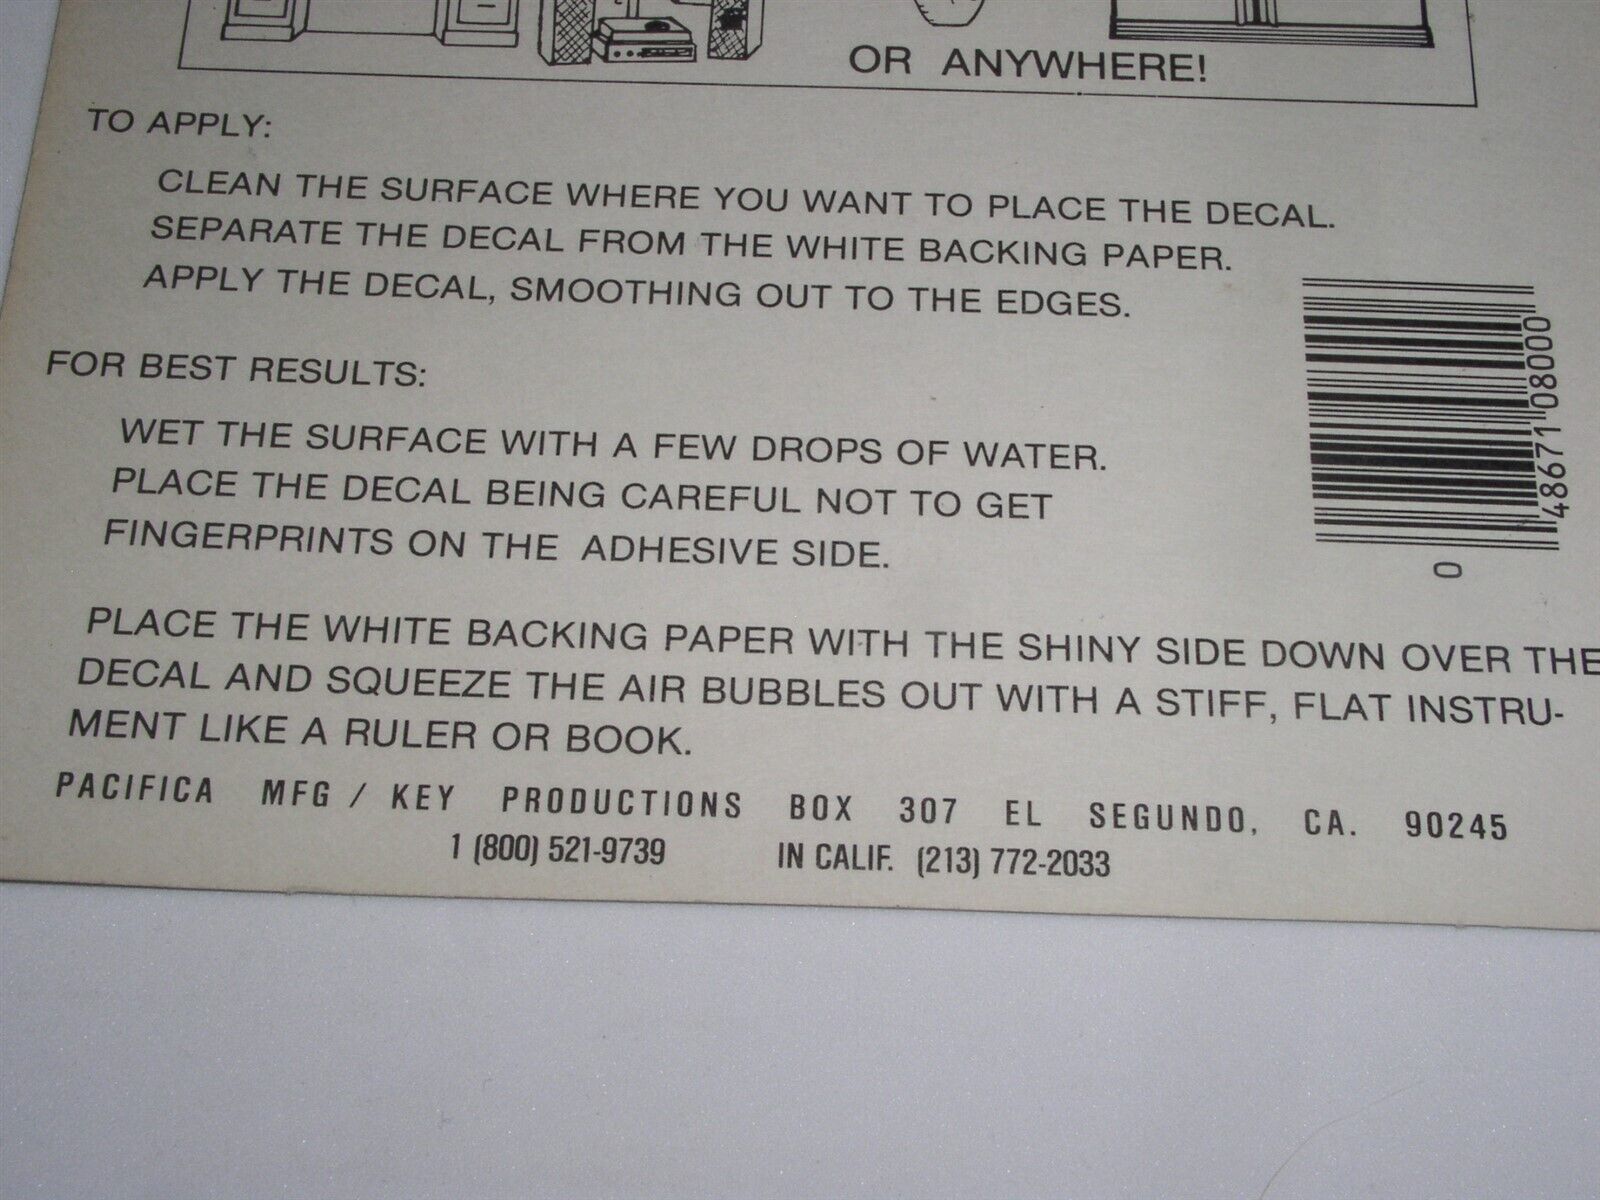 OR ANYWHERE!
TO APPLY:
CLEAN THE SURFACE WHERE YOU WANT TO PLACE THE DECAL.
SEPARATE THE DECAL FROM THE WHITE BACKING PAPER.
APPLY THE DECAL, SMOOTHING OUT TO THE EDGES.
FOR BEST RESULTS:
WET THE SURFACE WITH A FEW DROPS OF WATER.
PLACE THE DECAL BEING CAREFUL NOT TO GET
FINGERPRINTS ON THE ADHESIVE SIDE.
PLACE THE WHITE BACKING PAPER WITH THE SHINY SIDE DOWN OVER THE
DECAL AND SQUEEZE THE AIR BUBBLES OUT WITH A STIFF, FLAT INSTRU-
MENT LIKE A RULER OR BOOK.
PACIFICA MFG / KEY PRODUCTIONS BOX 307 EL SEGUNDO, CA. 90245
1 (800) 521-9739 IN CALIF. (213) 772-2033
0 48671 08000